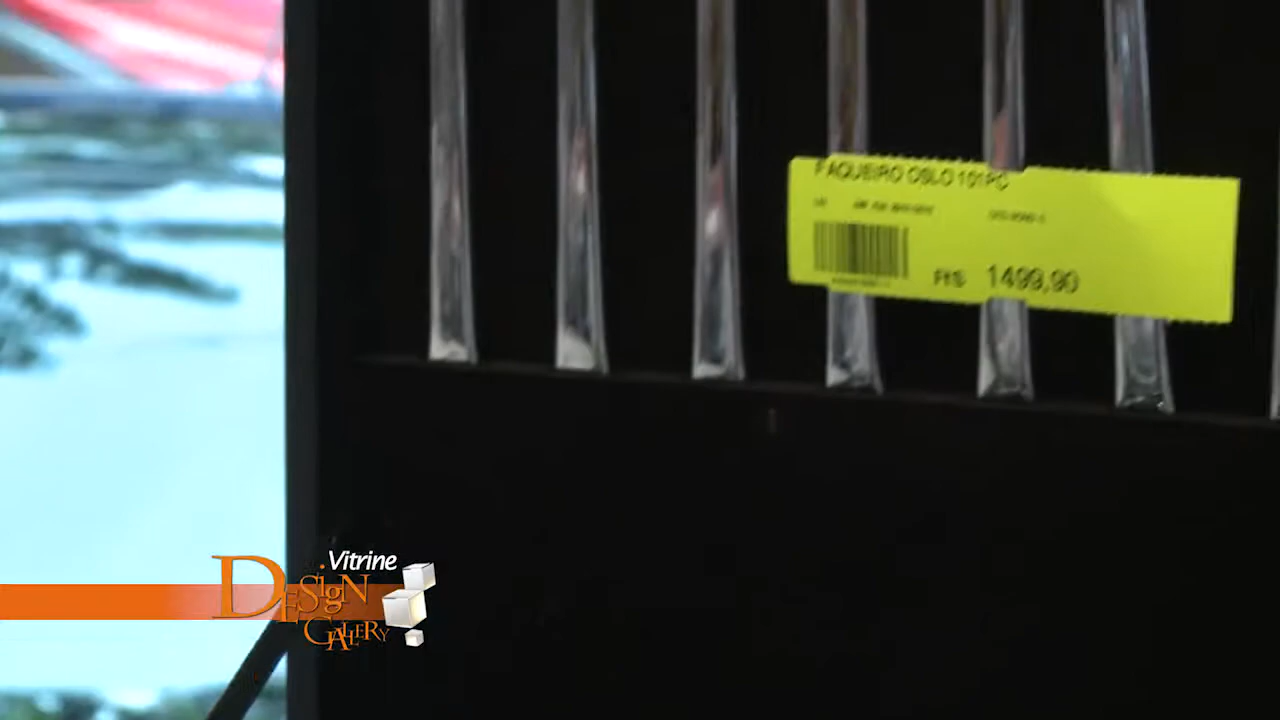 FAQUEIRO OSLO 101PC
R$ 1499,90
Vitrine
DESigN
GALLERY